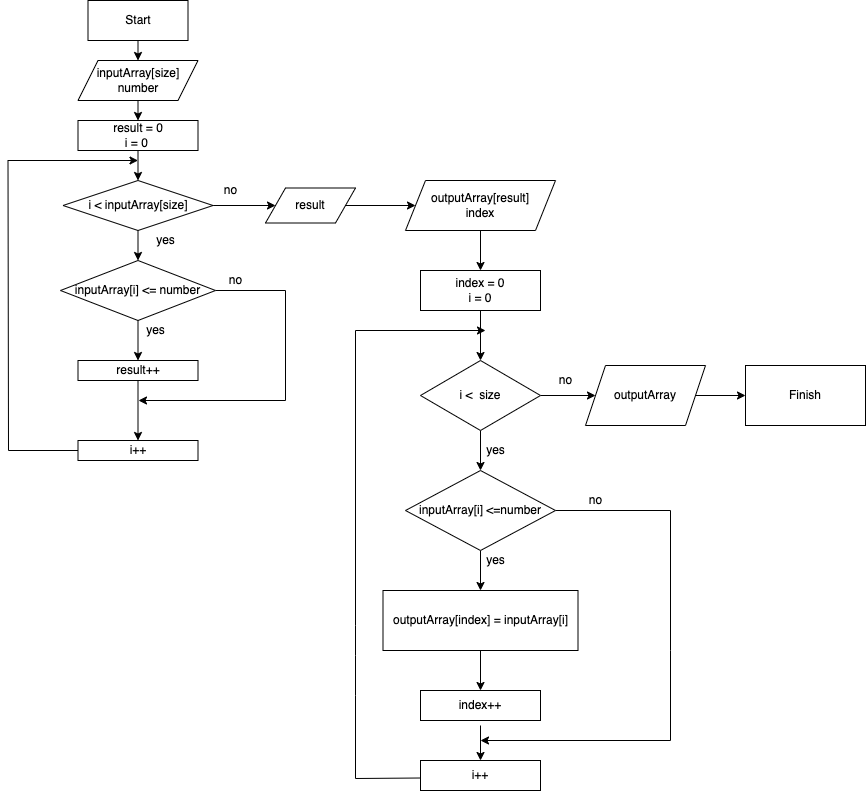 Start
inputArray[size]
number
result = 0
i = 0
i < inputArray[size]
no
result
outputArray[result]
index
yes
inputArray[i] <= number
no
yes
result++
i++
index = 0
i = 0
i <  size
no
outputArray
Finish
yes
inputArray[i] <=number
no
yes
outputArray[index] = inputArray[i]
index++
i++